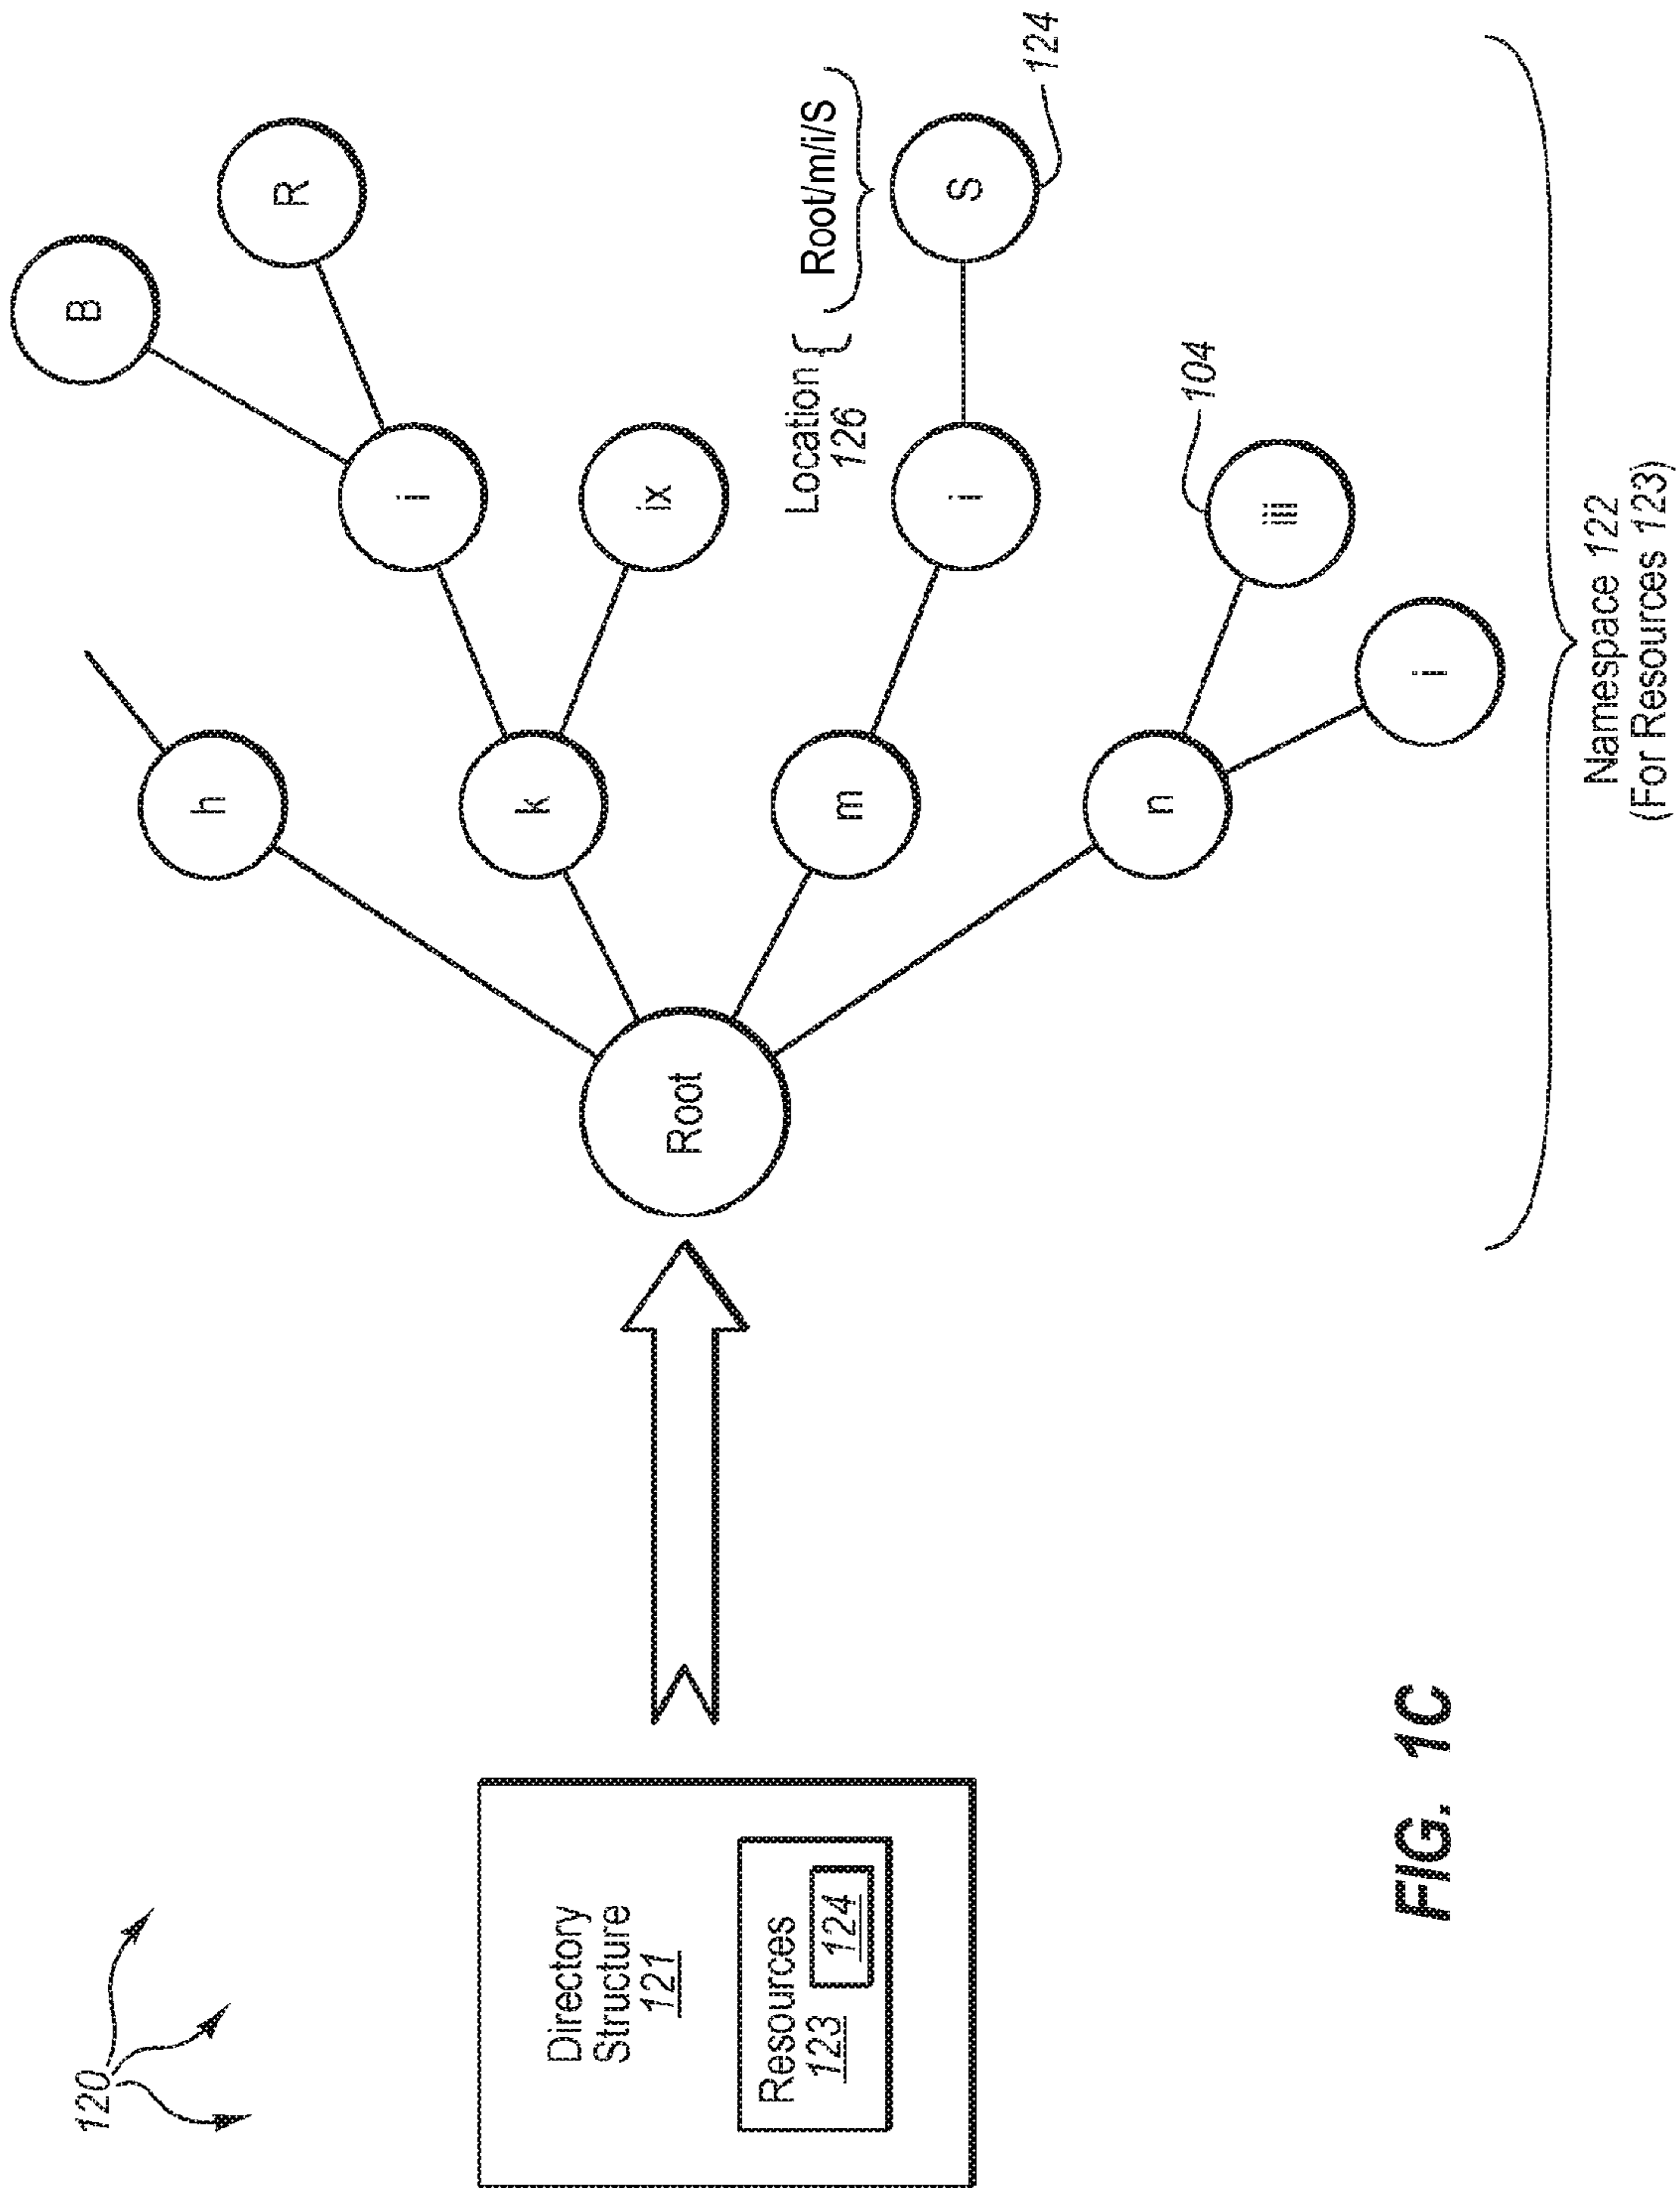 120
Directory
Structure
121
Resources
123
124
Root
h
k
m
n
i
ix
i
iii
i
B
R
S
Location {
126
Root/m/i/S
124
104
Namespace 122
(For Resources 123)
FIG. 1C